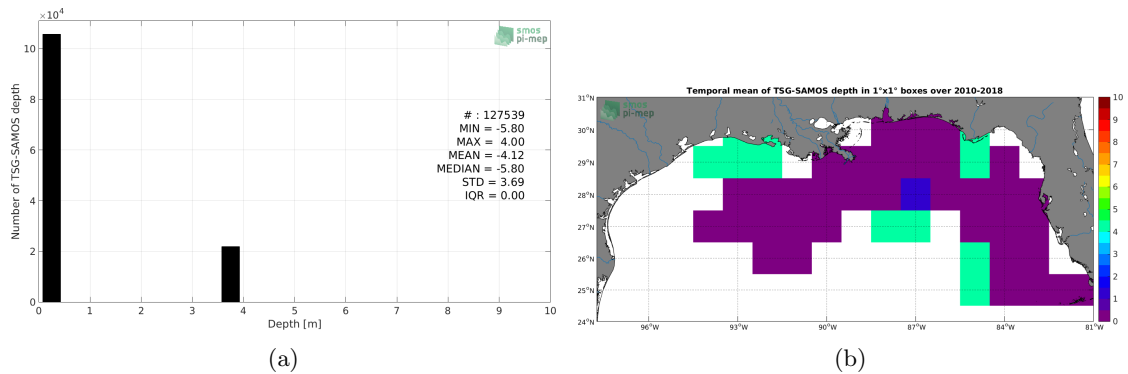 ×10⁴
10
8
6
4
2
0
Number of TSG-SAMOS depth
smos
pi-mep
# : 127539
MIN = -5.80
MAX = 4.00
MEAN = -4.12
MEDIAN = -5.80
STD = 3.69
IQR = 0.00
0 1 2 3 4 5 6 7 8 9 10
Depth [m]
(a)
Temporal mean of TSG-SAMOS depth in 1°x1° boxes over 2010-2018
smos
pi-mep
31°N
30°N
29°N
28°N
27°N
26°N
25°N
24°N
96°W 93°W 90°W 87°W 84°W 81°W
10
9
8
7
6
5
4
3
2
1
0
(b)